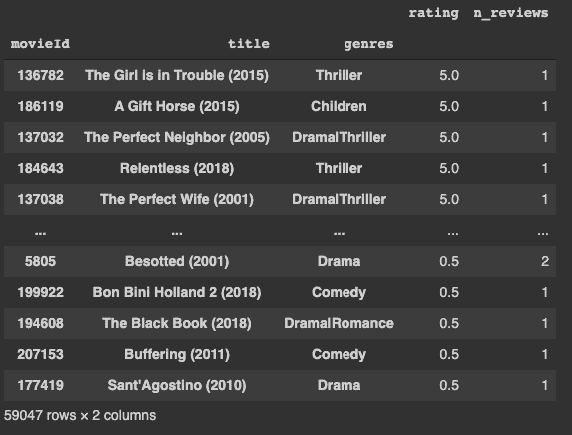 rating n_reviews
movieId title genres
136782 The Girl is in Trouble (2015) Thriller 5.0 1
186119 A Gift Horse (2015) Children 5.0 1
137032 The Perfect Neighbor (2005) Drama|Thriller 5.0 1
184643 Relentless (2018) Thriller 5.0 1
137038 The Perfect Wife (2001) Drama|Thriller 5.0 1
... ... ... ... ...
5805 Besotted (2001) Drama 0.5 2
199922 Bon Bini Holland 2 (2018) Comedy 0.5 1
194608 The Black Book (2018) Drama|Romance 0.5 1
207153 Buffering (2011) Comedy 0.5 1
177419 Sant'Agostino (2010) Drama 0.5 1
59047 rows × 2 columns